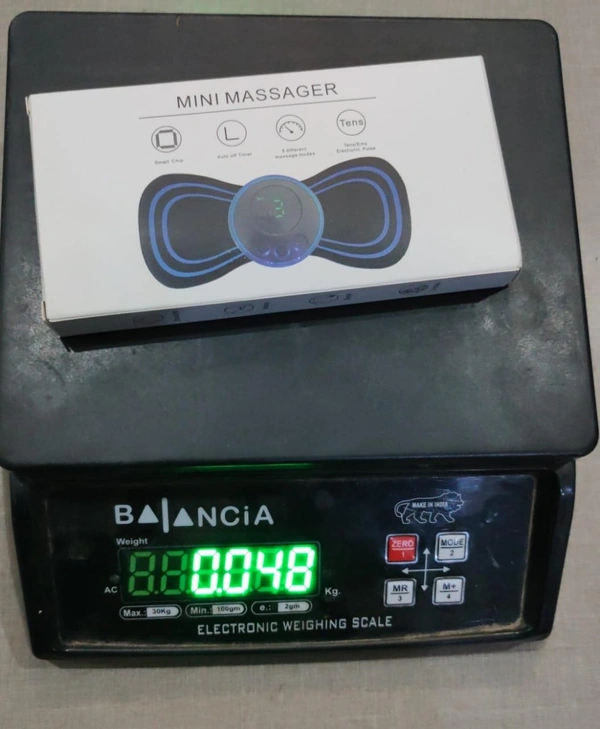 MINI MASSAGER
Tens
Smart Chip
Auto off Timer
6 different
massage modes
Tens/Ems
Electronic Pulse
BALANCiA
MAKE IN INDIA
Weight
ZERO
1
MODE
2
AC
0.048
Kg.
MR
3
M+
4
Max.: 30Kg
Min.: 100gm
e.: 2gm
ELECTRONIC WEIGHING SCALE